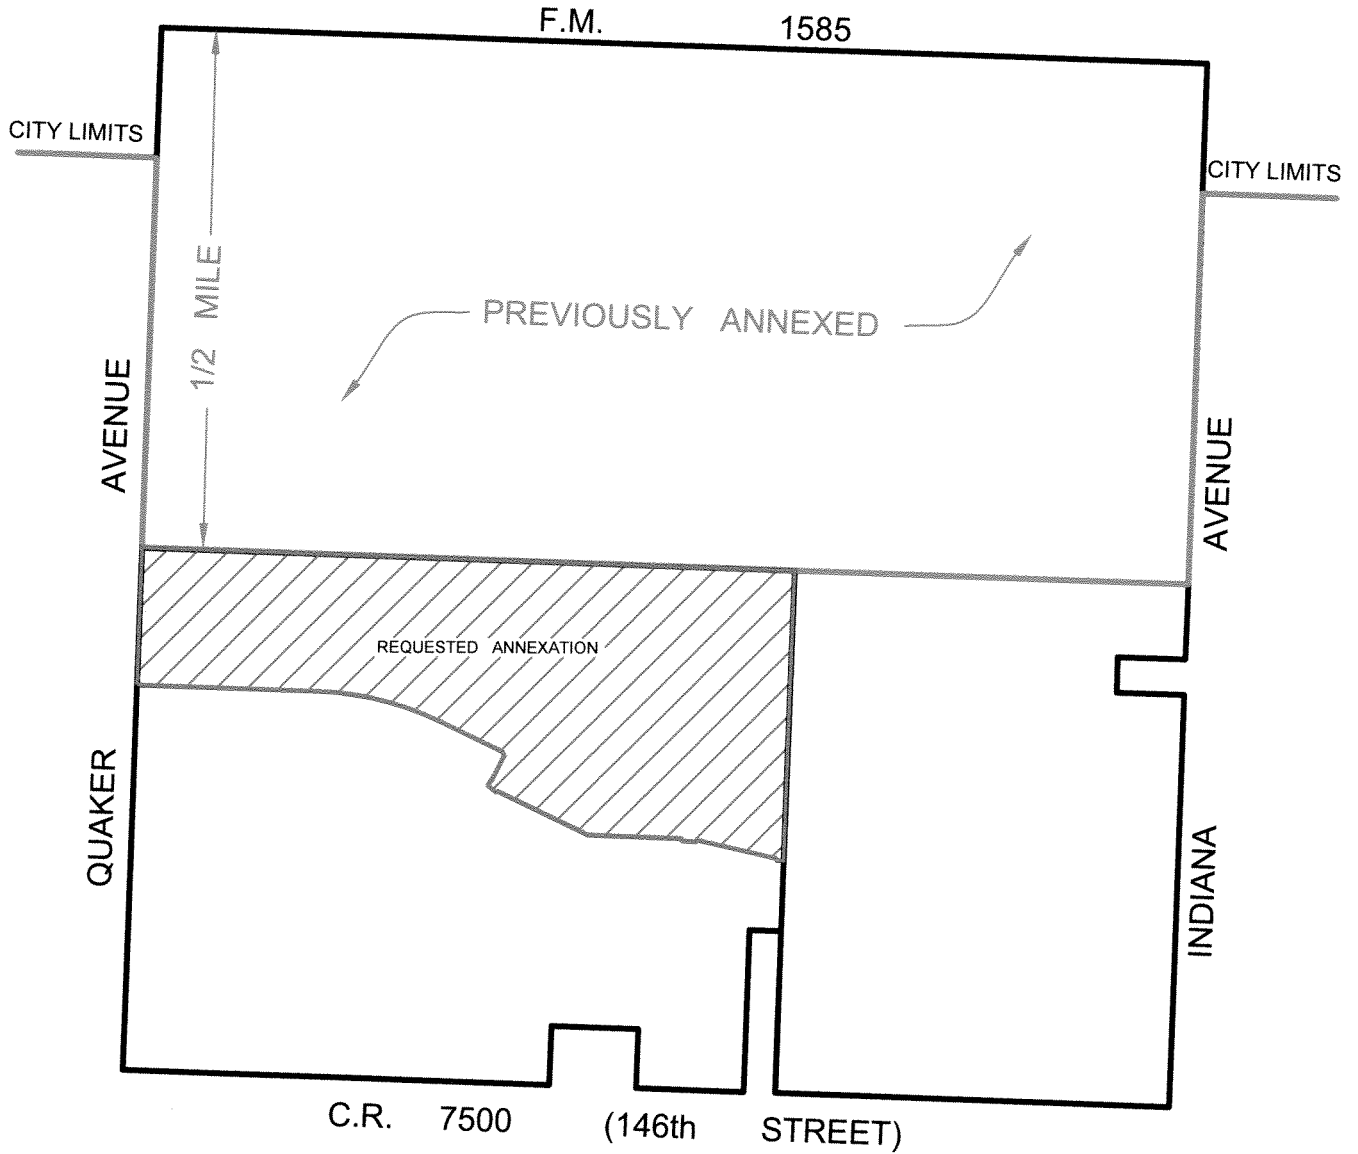 F.M. 1585
CITY LIMITS
CITY LIMITS
1/2 MILE
PREVIOUSLY ANNEXED
QUAKER AVENUE
INDIANA AVENUE
REQUESTED ANNEXATION
C.R. 7500 (146th STREET)